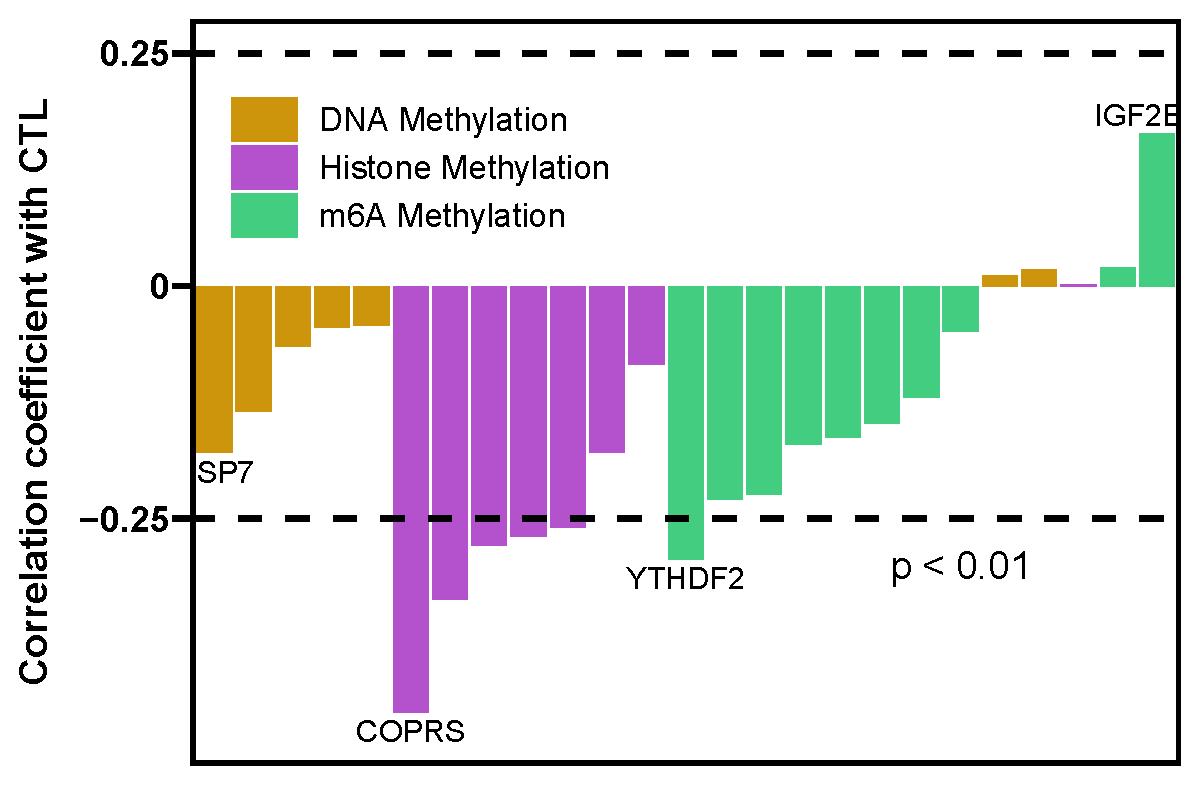 0.25
DNA Methylation
Histone Methylation
m6A Methylation
IGF2B
0
SP7
−0.25
YTHDF2
p < 0.01
COPRS
Correlation coefficient with CTL